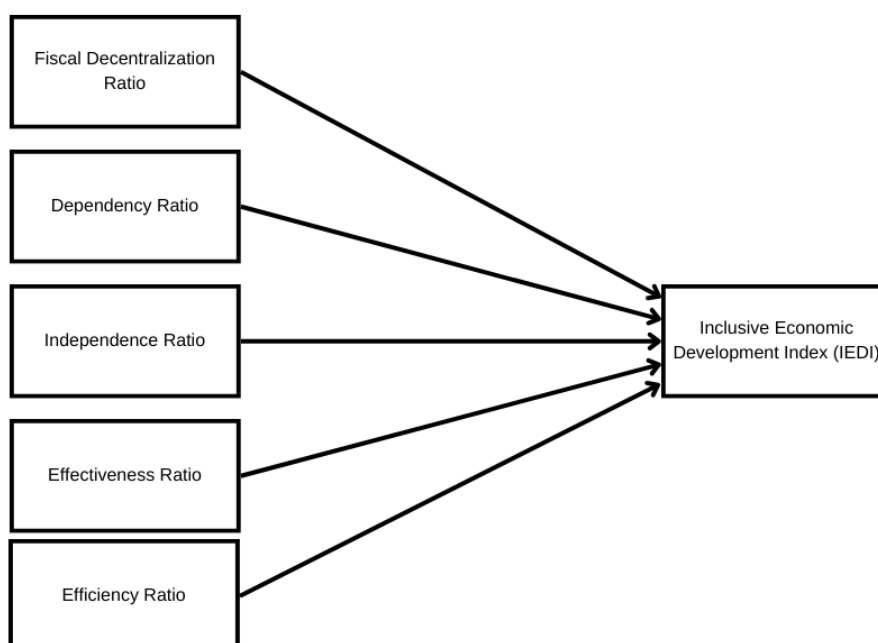 Fiscal Decentralization
Ratio
Dependency Ratio
Independence Ratio
Inclusive Economic
Development Index (IEDI)
Effectiveness Ratio
Efficiency Ratio